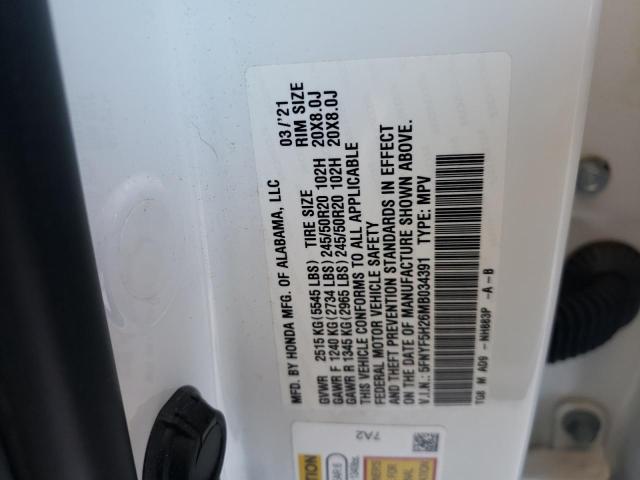 MFD. BY HONDA MFG. OF ALABAMA, LLC 03/'21
TIRE SIZE RIM SIZE
GVWR 2515 KG (5545 LBS)
GAWR F 1240 KG (2734 LBS) 245/50R20 102H 20X8.0J
GAWR R 1345 KG (2965 LBS) 245/50R20 102H 20X8.0J
THIS VEHICLE CONFORMS TO ALL APPLICABLE
FEDERAL MOTOR VEHICLE SAFETY
AND THEFT PREVENTION STANDARDS IN EFFECT
ON THE DATE OF MANUFACTURE SHOWN ABOVE.
V.I.N.: 5FNYF5H26MB034391 TYPE: MPV
TG8 M A09 -NH883P -A-B
7A2